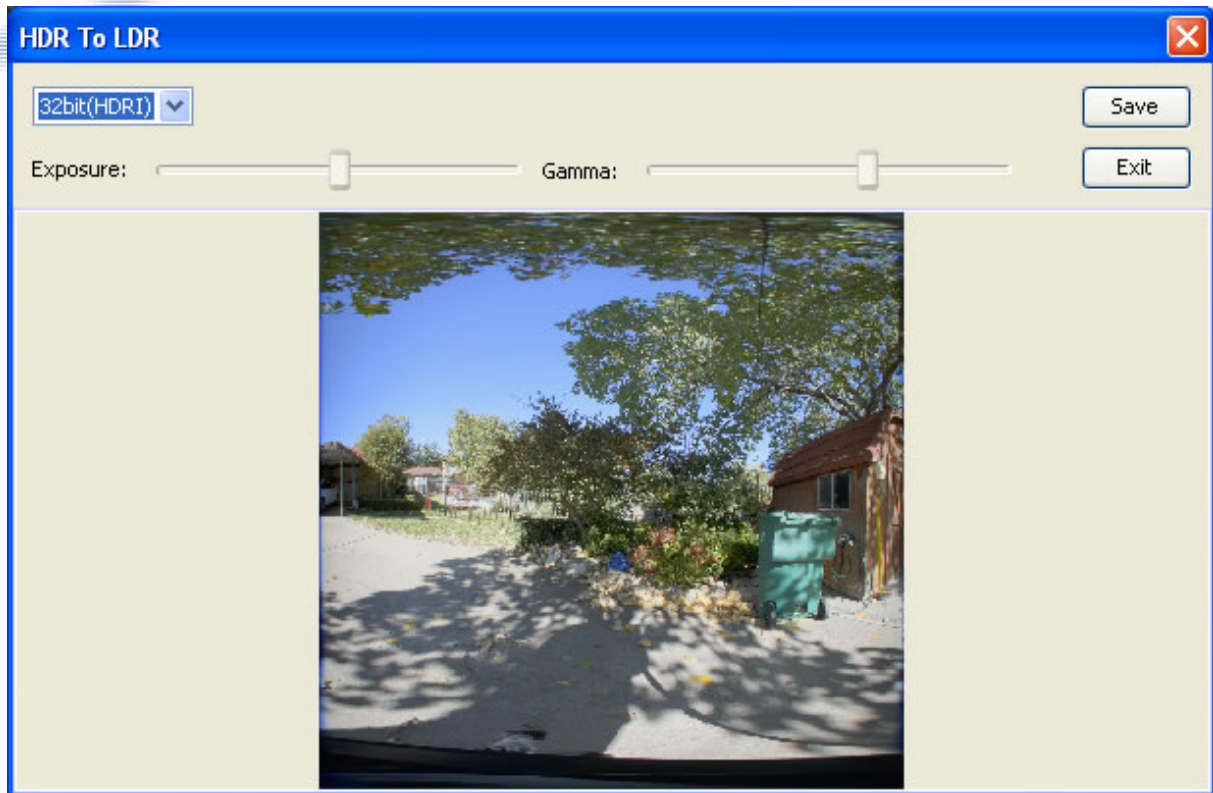 HDR To LDR
32bit(HDRI)
Save
Exposure:
Gamma:
Exit